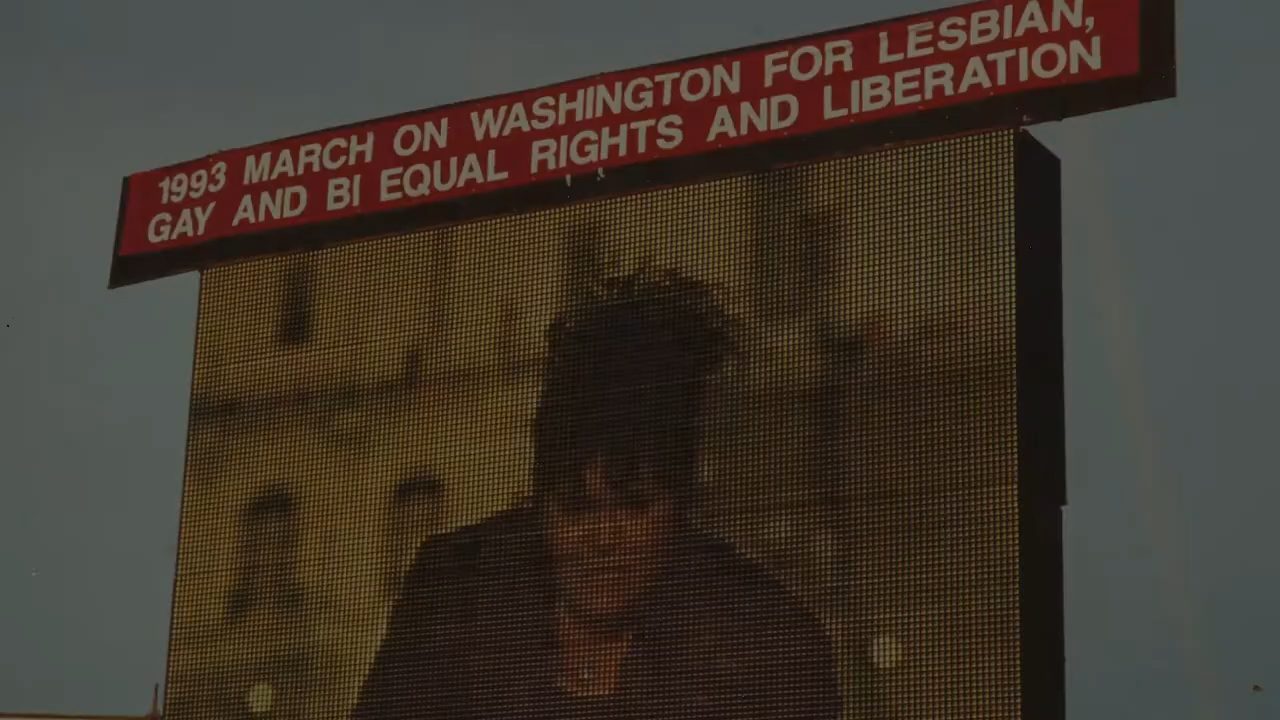 1993 MARCH ON WASHINGTON FOR LESBIAN,
GAY AND BI EQUAL RIGHTS AND LIBERATION